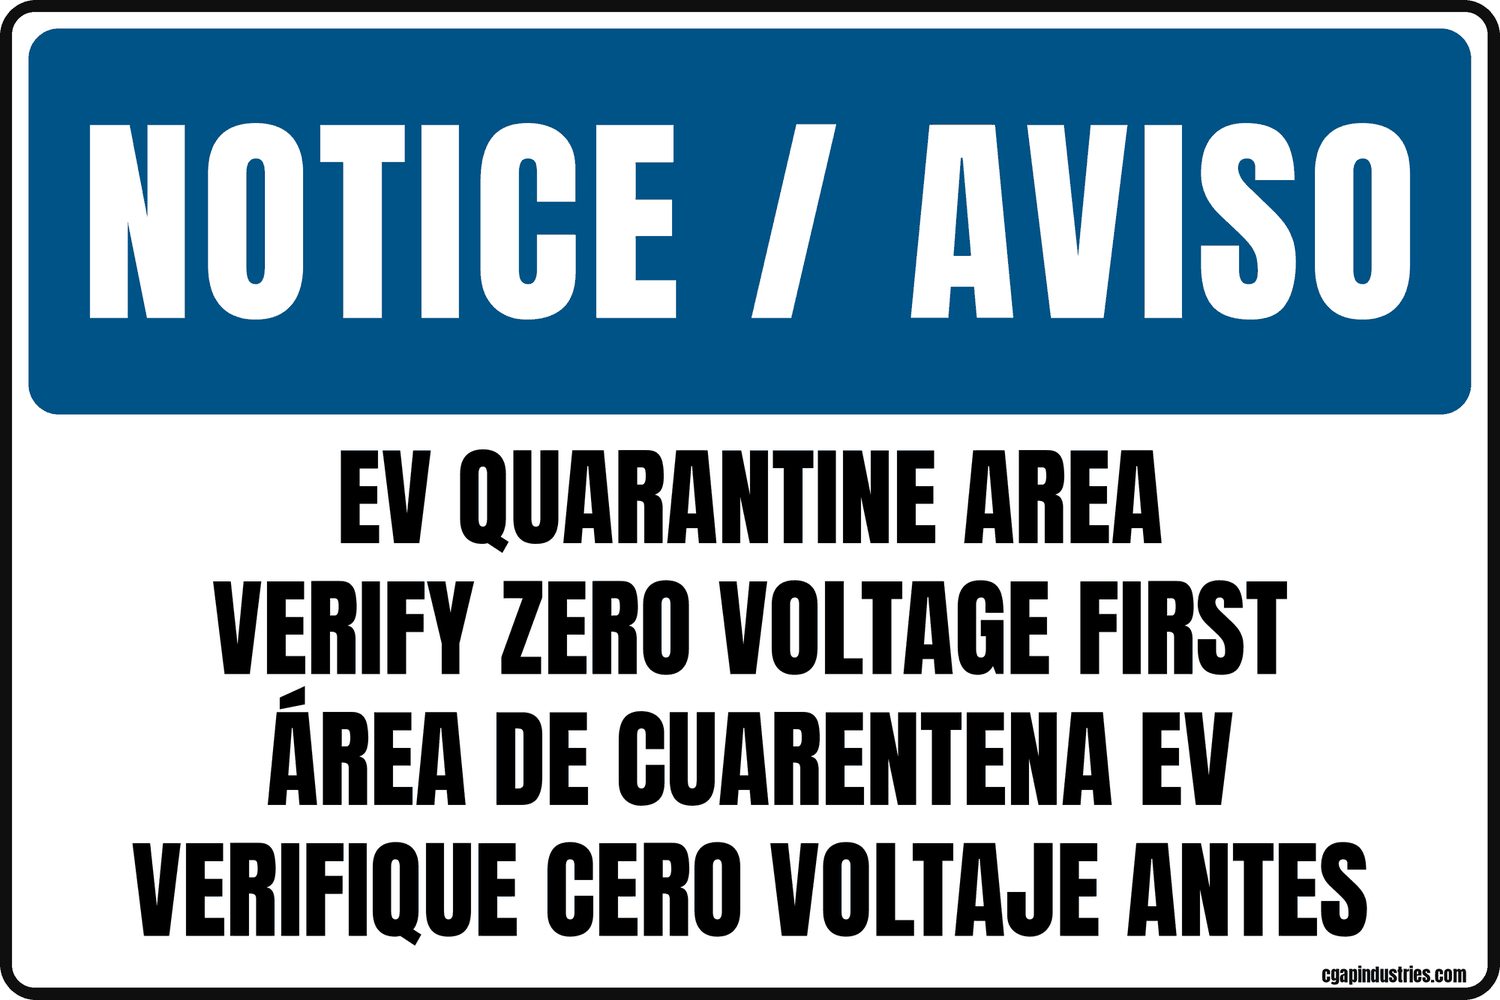 NOTICE / AVISO
EV QUARANTINE AREA
VERIFY ZERO VOLTAGE FIRST
ÁREA DE CUARENTENA EV
VERIFIQUE CERO VOLTAJE ANTES
cgapindustries.com